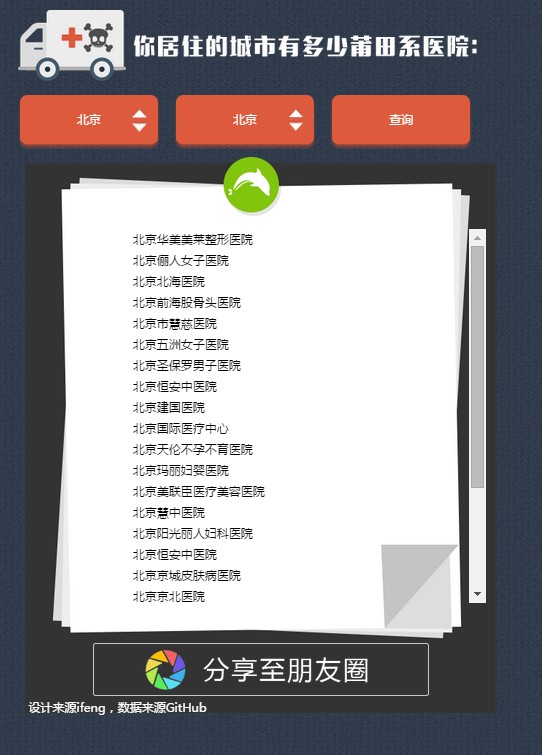 你居住的城市有多少莆田系医院:
北京
北京
查询
北京华美美莱整形医院
北京俪人女子医院
北京北海医院
北京前海股骨头医院
北京市慧慈医院
北京五洲女子医院
北京圣保罗男子医院
北京恒安中医院
北京建国医院
北京国际医疗中心
北京天伦不孕不育医院
北京玛丽妇婴医院
北京美联臣医疗美容医院
北京慧中医院
北京阳光丽人妇科医院
北京恒安中医院
北京京城皮肤病医院
北京京北医院
分享至朋友圈
设计来源ifeng，数据来源GitHub